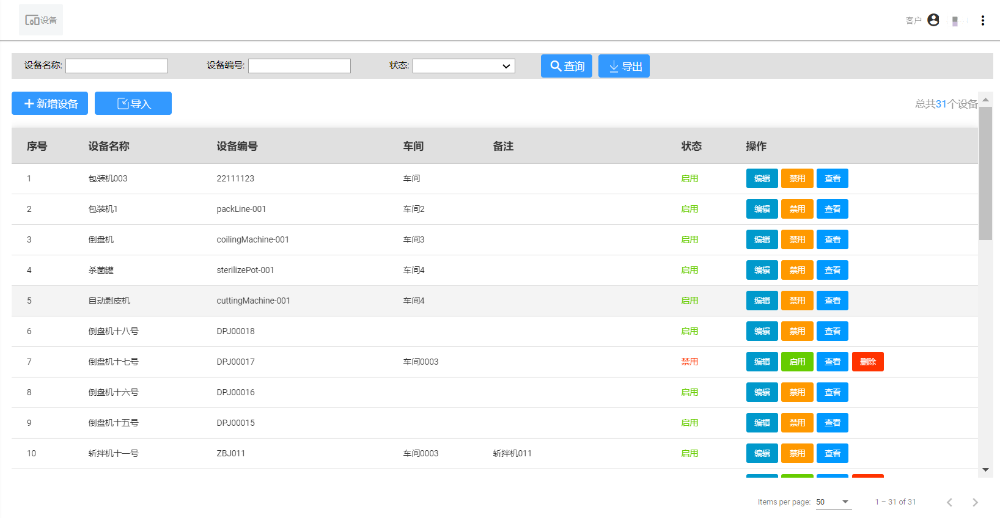 设备
客户
设备名称:
设备编号:
状态:
查询
导出
新增设备
导入
总共31个设备
序号 设备名称 设备编号 车间 备注 状态 操作
1 包装机003 22111123 车间 启用 编辑 禁用 查看
2 包装机1 packLine-001 车间2 启用 编辑 禁用 查看
3 倒盘机 coilingMachine-001 车间3 启用 编辑 禁用 查看
4 杀菌罐 sterilizePot-001 车间4 启用 编辑 禁用 查看
5 自动剥皮机 cuttingMachine-001 车间4 启用 编辑 禁用 查看
6 倒盘机十八号 DPJ00018 启用 编辑 禁用 查看
7 倒盘机十七号 DPJ00017 车间0003 禁用 编辑 启用 查看 删除
8 倒盘机十六号 DPJ00016 启用 编辑 禁用 查看
9 倒盘机十五号 DPJ00015 启用 编辑 禁用 查看
10 斩拌机十一号 ZBJ011 车间0003 斩拌机011 启用 编辑 禁用 查看
Items per page: 50 1 – 31 of 31